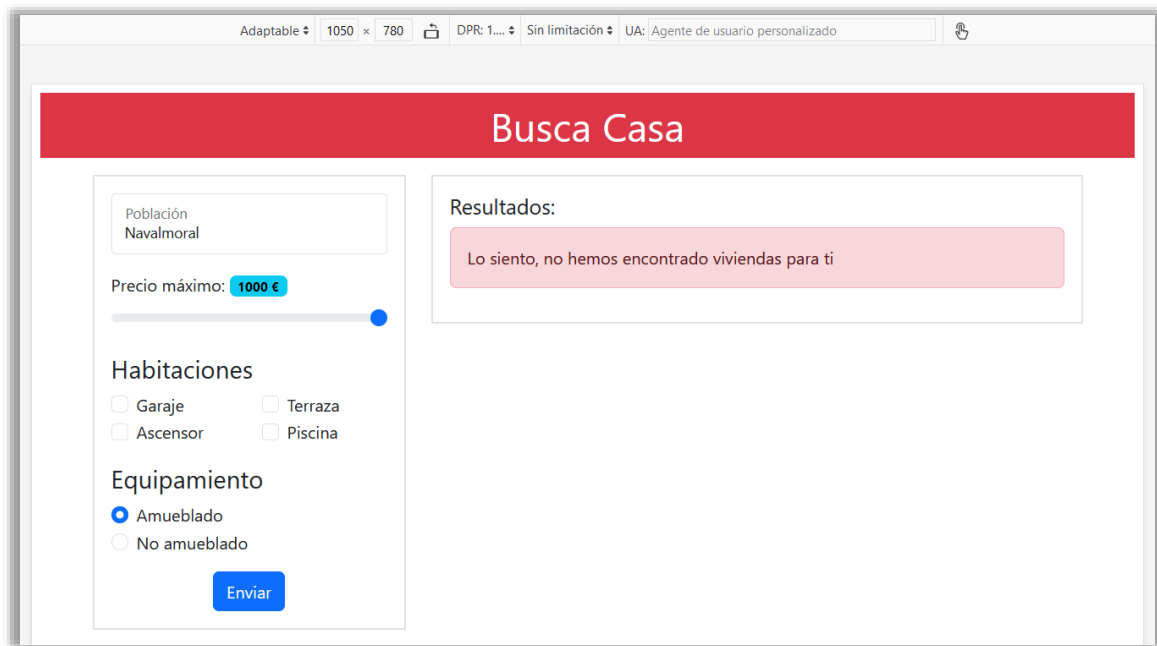 Adaptable 1050 × 780 DPR: 1.... Sin limitación UA: Agente de usuario personalizado
Busca Casa
Población
Navalmoral
Precio máximo: 1000 €
Habitaciones
Garaje Terraza
Ascensor Piscina
Equipamiento
Amueblado
No amueblado
Enviar
Resultados:
Lo siento, no hemos encontrado viviendas para ti